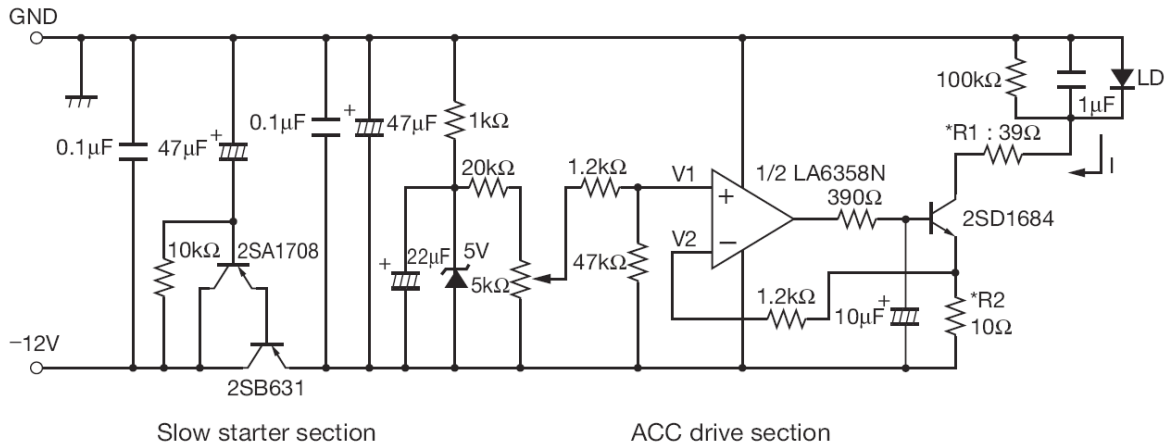 GND
100kΩ
LD
1μF
0.1μF
47μF
+
0.1μF
+
47μF
1kΩ
*R1 : 39Ω
20kΩ
1.2kΩ
V1
1/2 LA6358N
390Ω
I
+
2SD1684
10kΩ
2SA1708
V2
−
+
22μF
5V
5kΩ
47kΩ
1.2kΩ
+
10μF
*R2
10Ω
−12V
2SB631
Slow starter section
ACC drive section